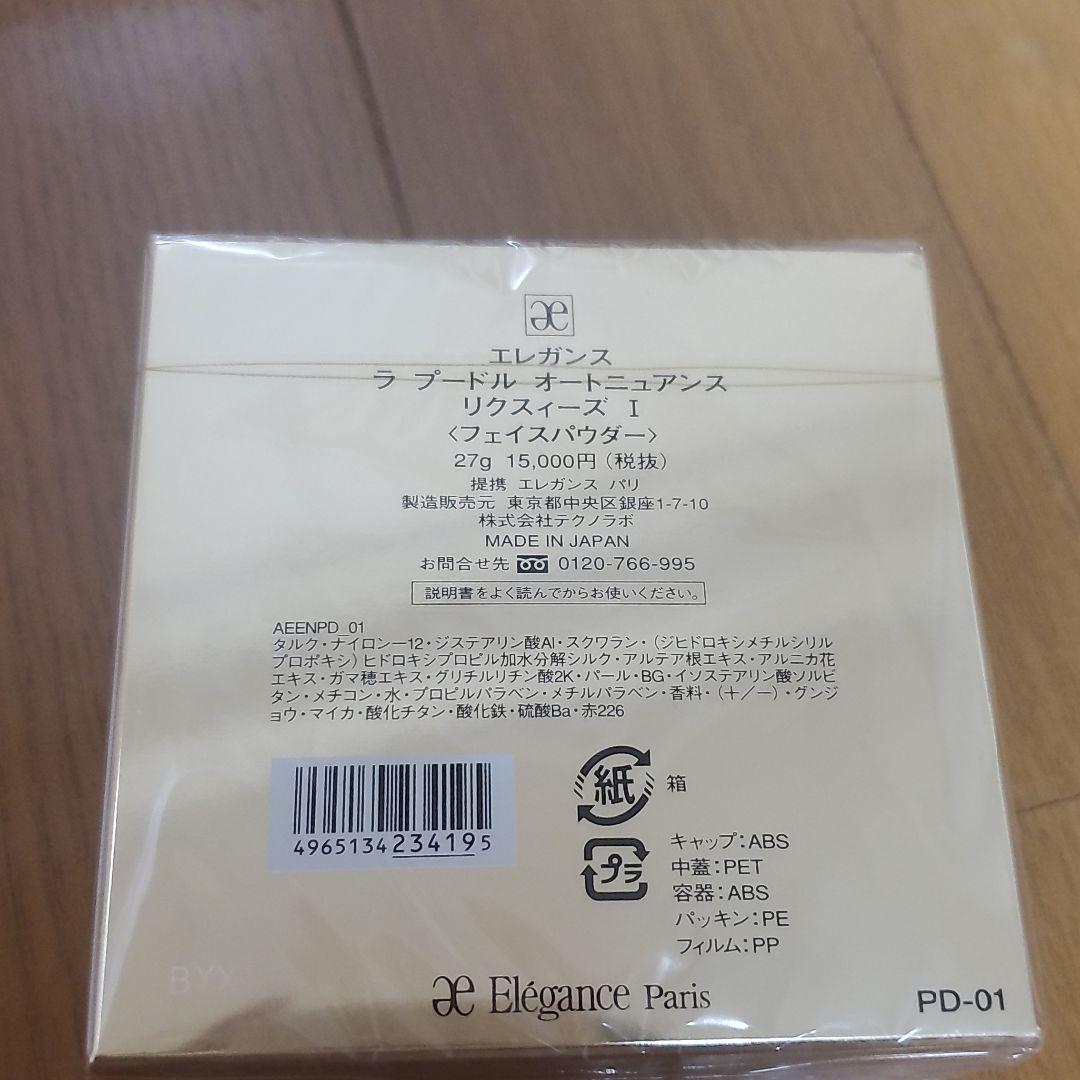 æ
エレガンス
ラ プードル オートニュアンス
リクスィーズ I
〈フェイスパウダー〉
27g 15,000円(税抜)
提携 エレガンス パリ
製造販売元 東京都中央区銀座1-7-10
株式会社テクノラボ
MADE IN JAPAN
お問合せ先 0120-766-995
説明書をよく読んでからお使いください。
AEENPD_01
タルク・ナイロン−12・ジステアリン酸Al・スクワラン・(ジヒドロキシメチルシリル
プロポキシ)ヒドロキシプロピル加水分解シルク・アルテア根エキス・アルニカ花
エキス・ガマ穂エキス・グリチルリチン酸2K・パール・BG・イソステアリン酸ソルビ
タン・メチコン・水・プロピルパラベン・メチルパラベン・香料・(+/−)・グンジ
ョウ・マイカ・酸化チタン・酸化鉄・硫酸Ba・赤226
4965134234195
紙 箱
プラ
キャップ:ABS
中蓋:PET
容器:ABS
パッキン:PE
フィルム:PP
BYX
æ Elégance Paris
PD-01